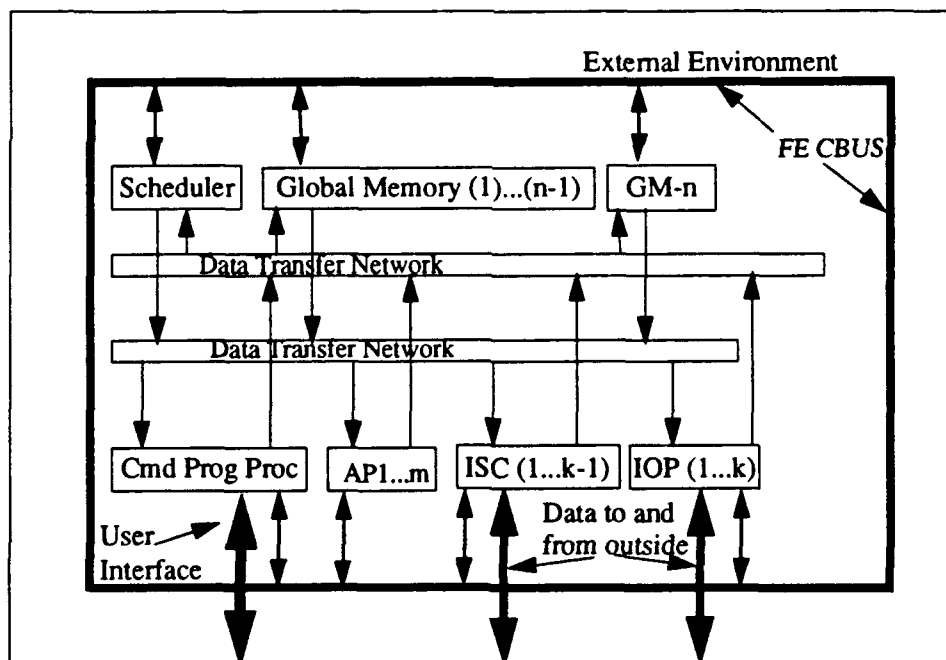 External Environment
FE CBUS
Scheduler
Global Memory (1)...(n-1)
GM-n
Data Transfer Network
Data Transfer Network
Cmd Prog Proc
AP1...m
ISC (1...k-1)
IOP (1...k)
User
Interface
Data to and
from outside